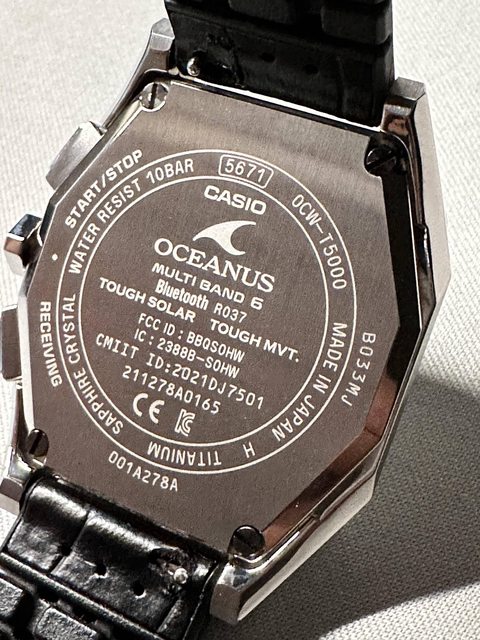 START/STOP
WATER RESIST 10BAR
5671
OCW-T5000
MADE IN JAPAN
H
TITANIUM
SAPPHIRE CRYSTAL
RECEIVING
B033MJ
CASIO
OCEANUS
MULTI BAND 6
Bluetooth R037
TOUGH SOLAR TOUGH MVT.
FCC ID : BBQSOHW
IC : 2388B-SOHW
CMIIT ID:2021DJ7501
211278A0165
CE
001A278A